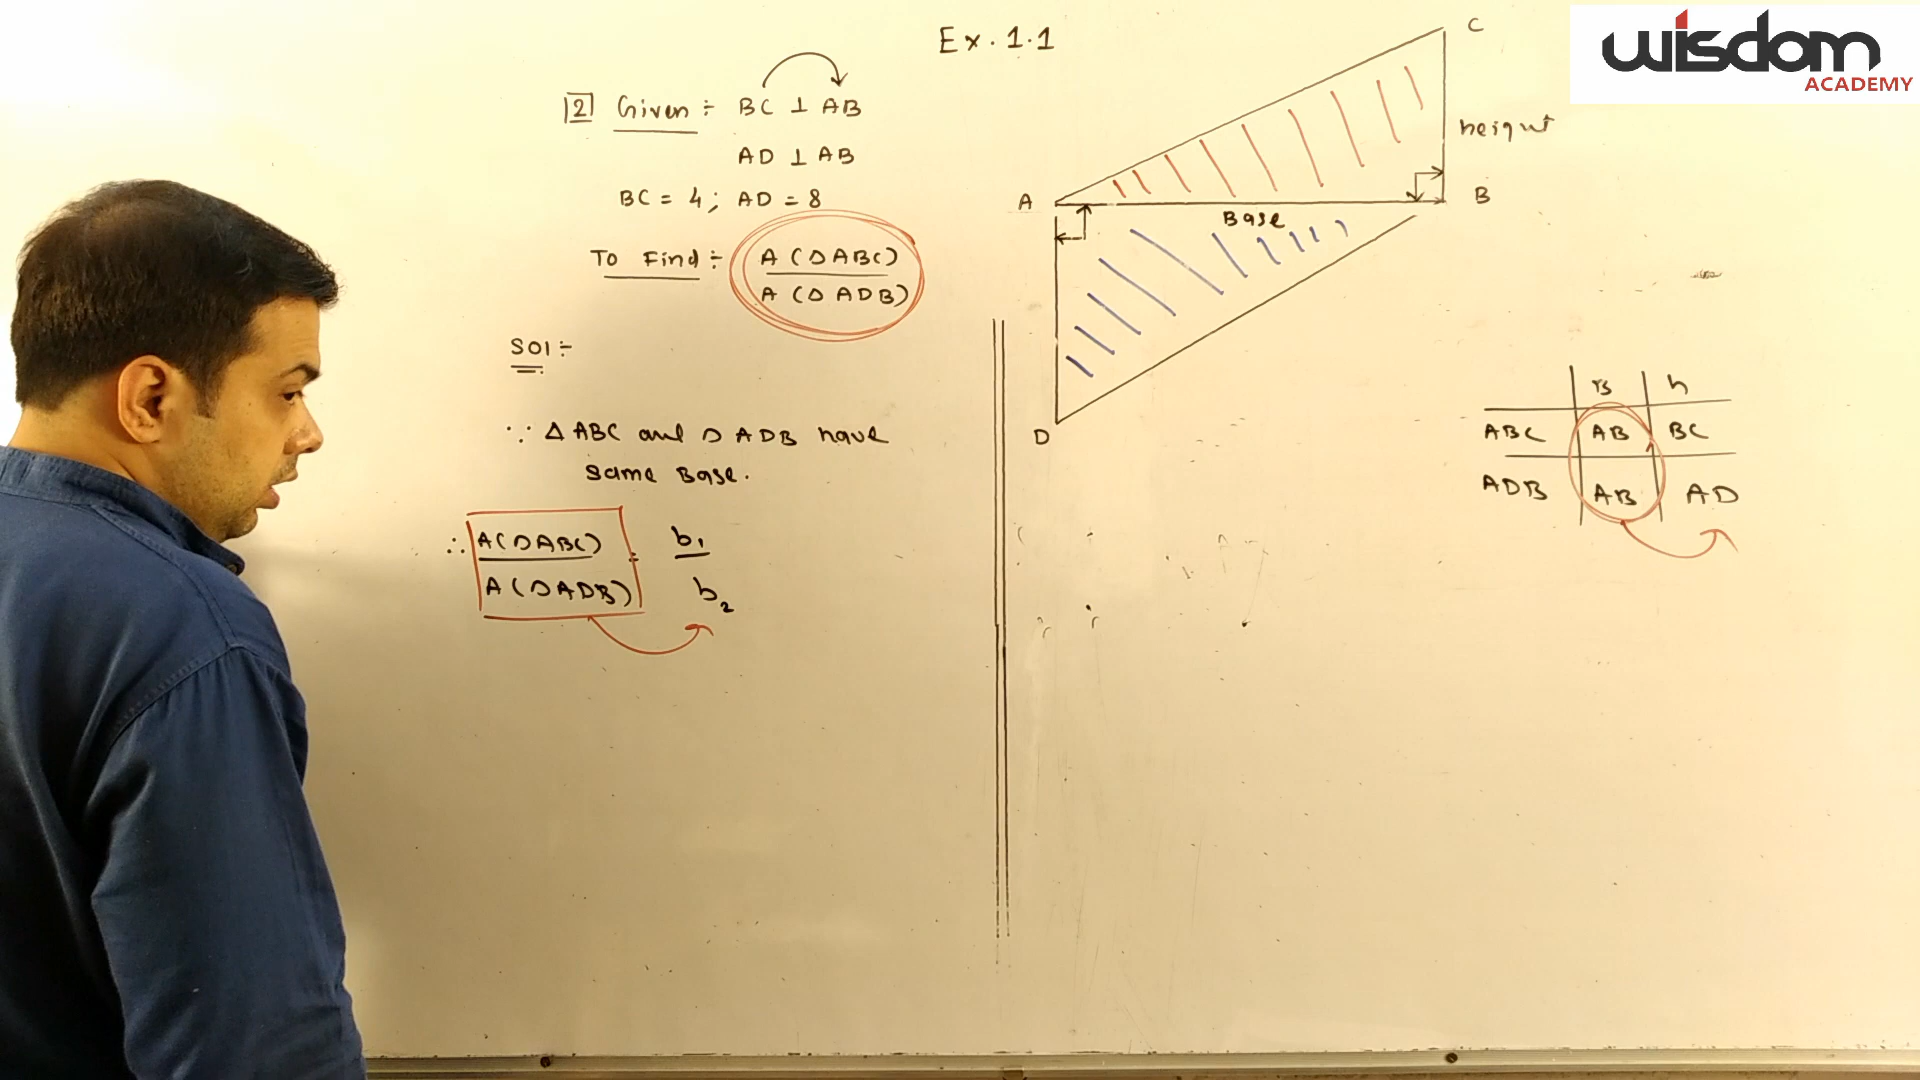 Ex. 1.1
wisdom
ACADEMY
2 Given ÷ BC ⊥ AB
AD ⊥ AB
BC = 4 ; AD = 8
To Find ÷ A (Δ ABC)
A (Δ ADB)
Sol ÷
∵ Δ ABC and Δ ADB have
same Base.
∴ A(Δ ABC) = b₁
A(Δ ADB) b₂
C
height
A
B
Base
D
B h
ABC AB BC
ADB AB AD